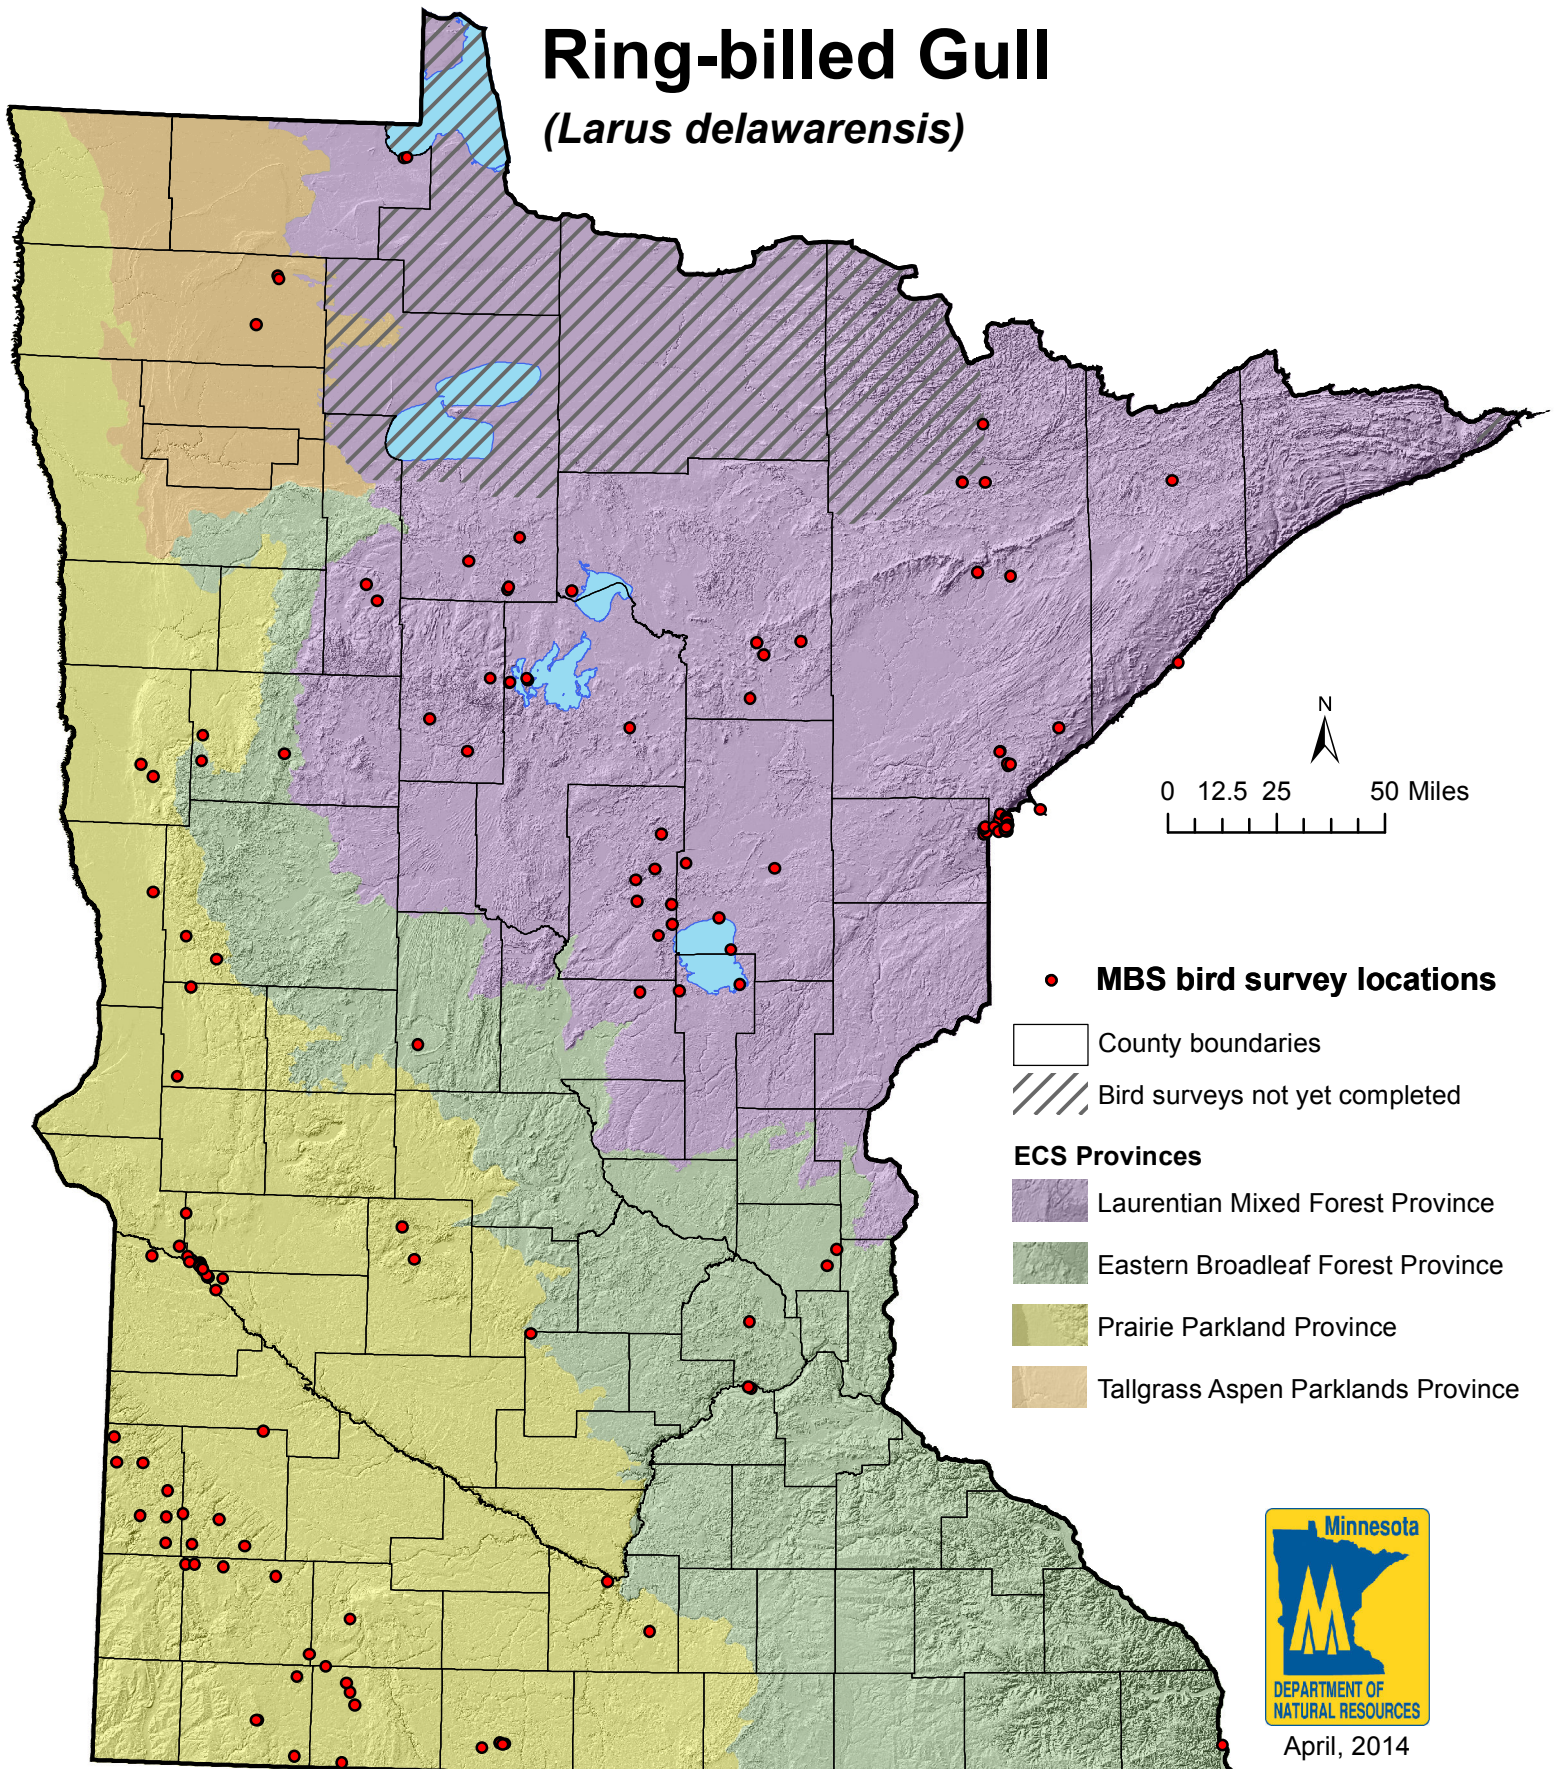 Ring-billed Gull
(Larus delawarensis)
N
0 12.5 25 50 Miles
MBS bird survey locations
County boundaries
Bird surveys not yet completed
ECS Provinces
Laurentian Mixed Forest Province
Eastern Broadleaf Forest Province
Prairie Parkland Province
Tallgrass Aspen Parklands Province
Minnesota
DEPARTMENT OF
NATURAL RESOURCES
April, 2014